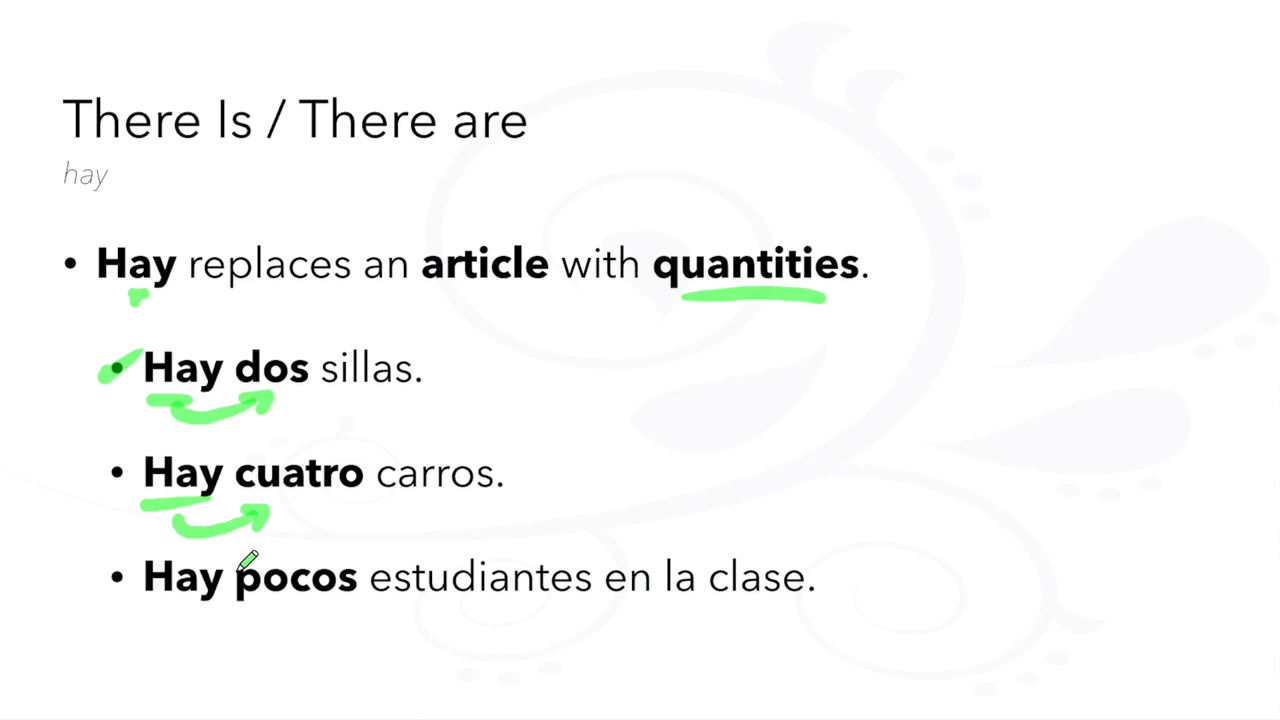 There Is / There are
hay
• Hay replaces an article with quantities.
• Hay dos sillas.
• Hay cuatro carros.
• Hay pocos estudiantes en la clase.